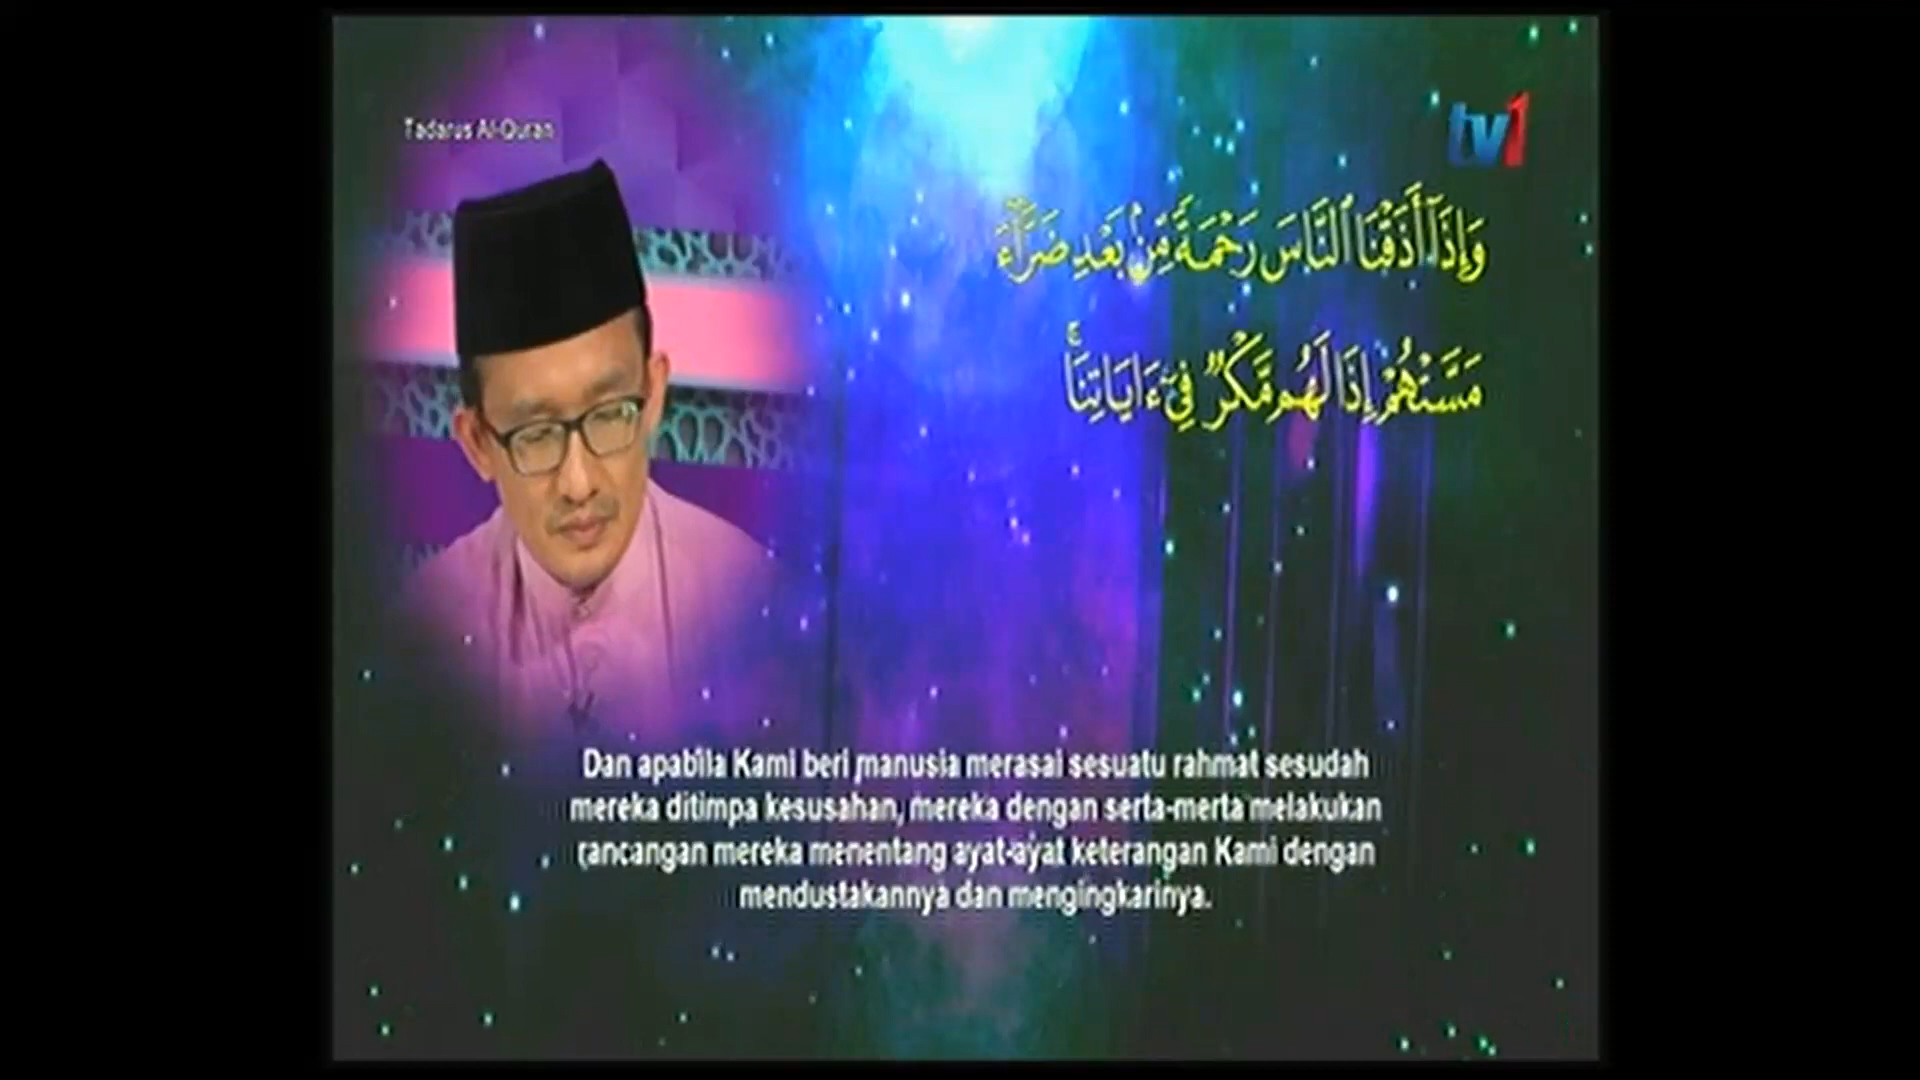 Tadarus Al-Quran
tv1
وَإِذَآ أَذَقْنَا ٱلنَّاسَ رَحْمَةً مِّنۢ بَعْدِ ضَرَّآءَ
مَسَّتْهُمْ إِذَا لَهُم مَّكْرٌ فِىٓ ءَايَاتِنَا ۚ
Dan apabila Kami beri manusia merasai sesuatu rahmat sesudah
mereka ditimpa kesusahan, mereka dengan serta-merta melakukan
rancangan mereka menentang ayat-ayat keterangan Kami dengan
mendustakannya dan mengingkarinya.